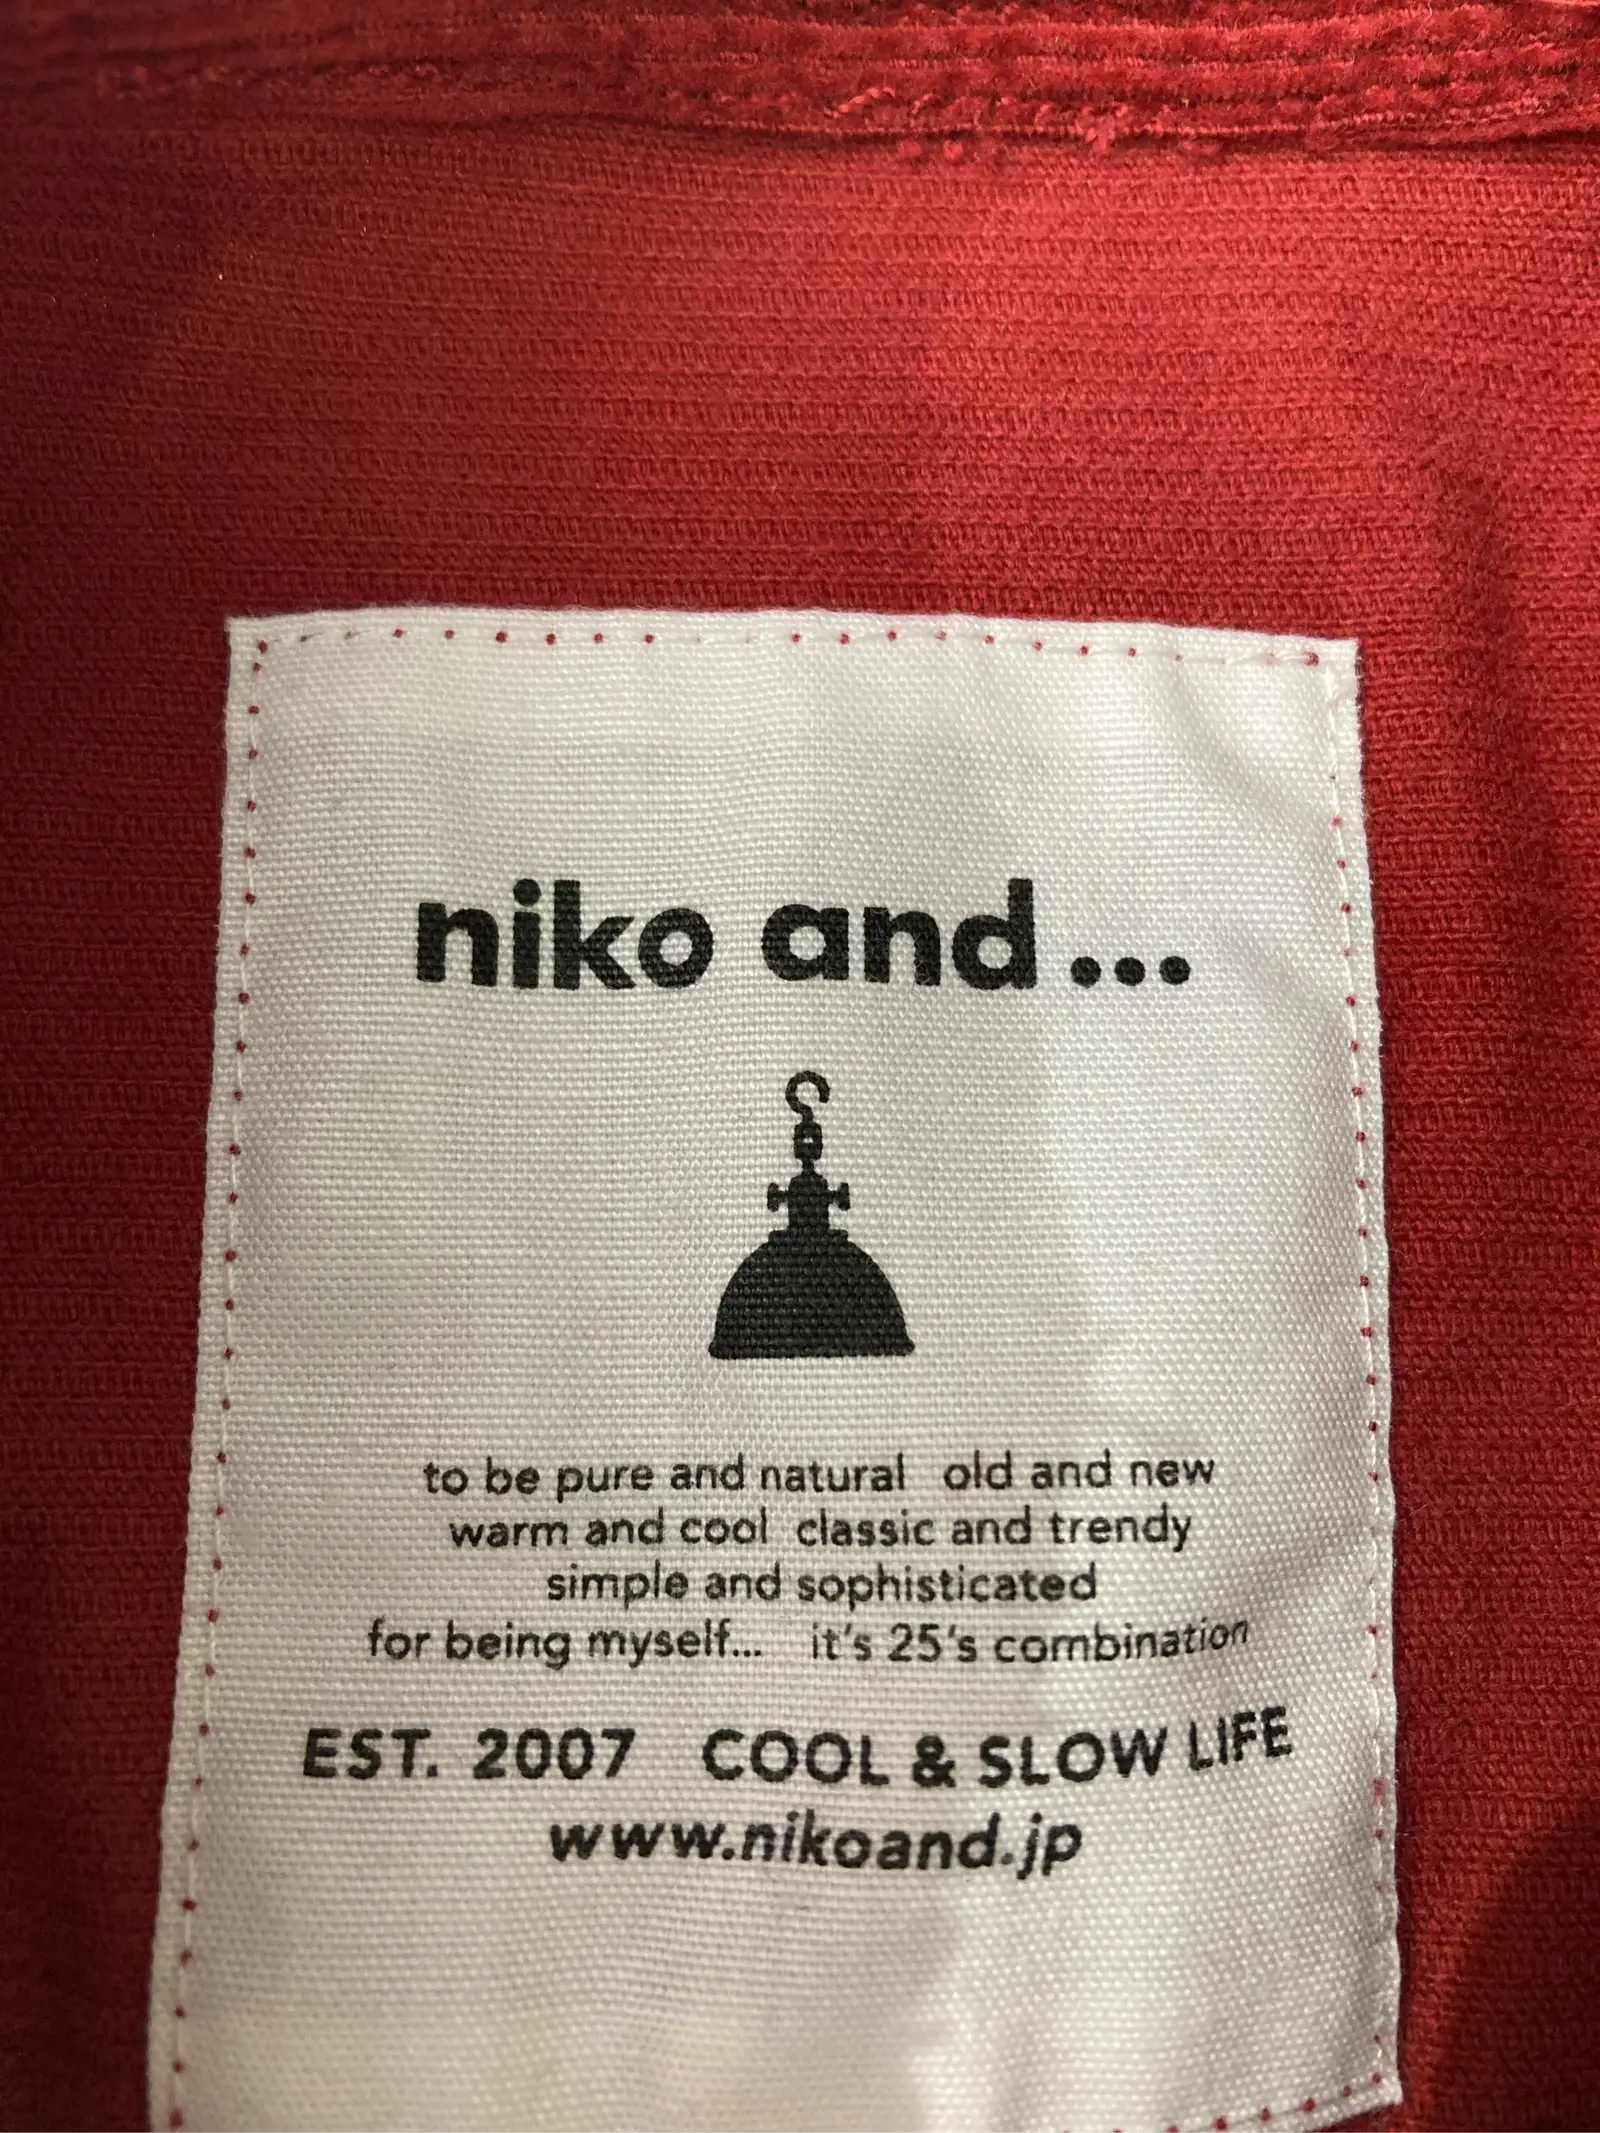 niko and...
to be pure and natural old and new
warm and cool classic and trendy
simple and sophisticated
for being myself... it's 25's combination
EST. 2007 COOL & SLOW LIFE
www.nikoand.jp